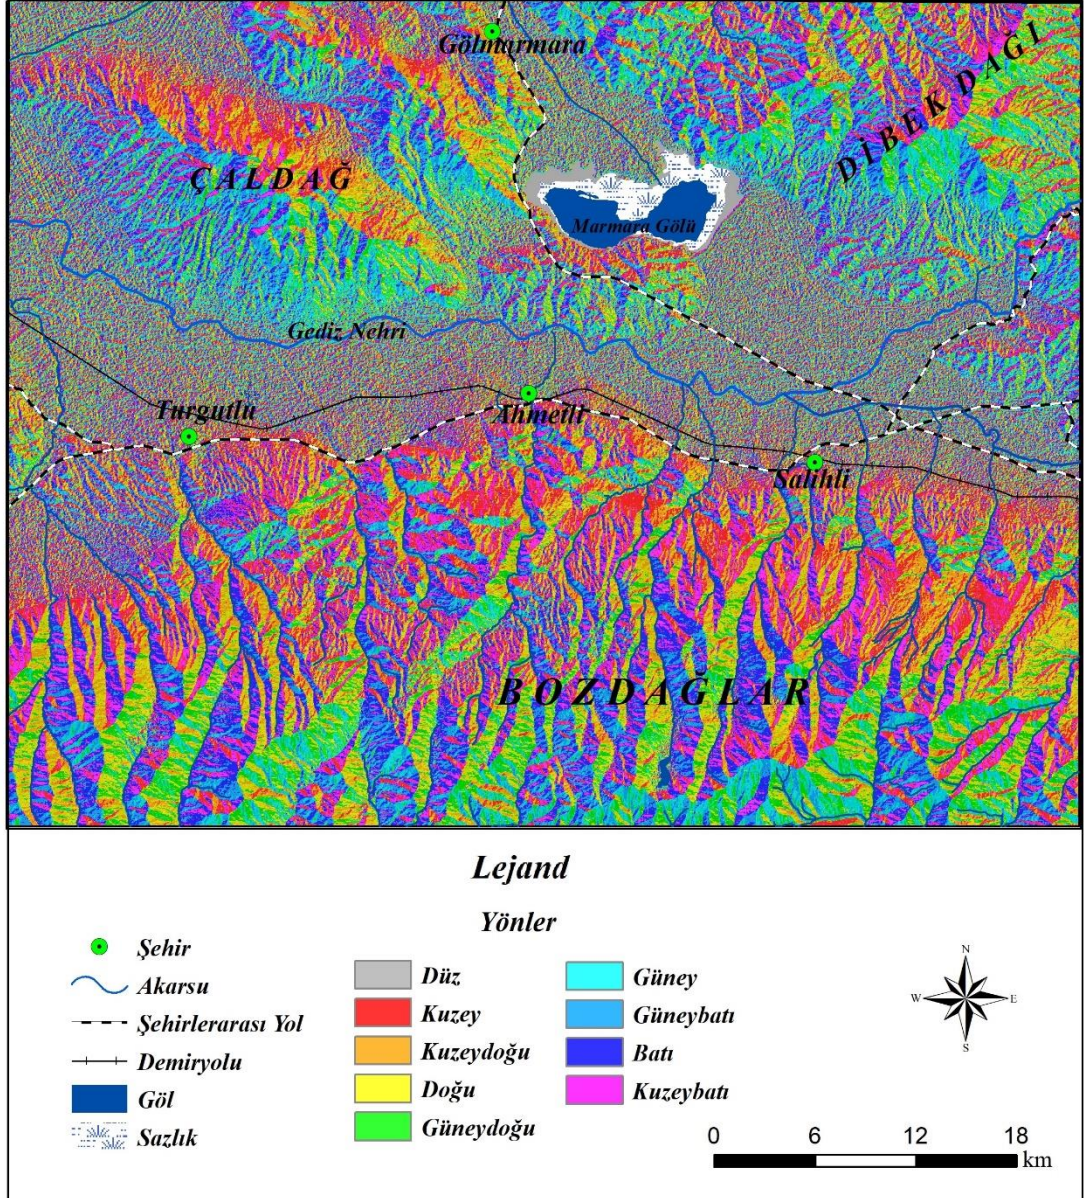 Gölmarmara
DİBEK DAĞI
ÇALDAĞ
Marmara Gölü
Gediz Nehri
Turgutlu
Ahmetli
Salihli
BOZDAĞLAR
Lejand
Yönler
Şehir
Akarsu
Şehirlerarası Yol
Demiryolu
Göl
Sazlık
Düz
Kuzey
Kuzeydoğu
Doğu
Güneydoğu
Güney
Güneybatı
Batı
Kuzeybatı
N
W E
S
0 6 12 18
km